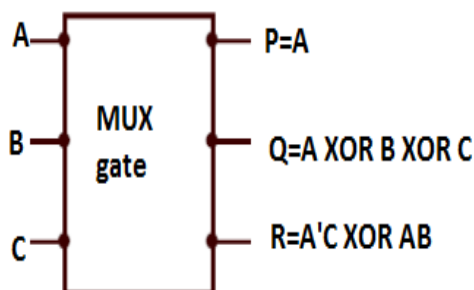 A
P=A
MUX
gate
B
Q=A XOR B XOR C
C
R=A'C XOR AB